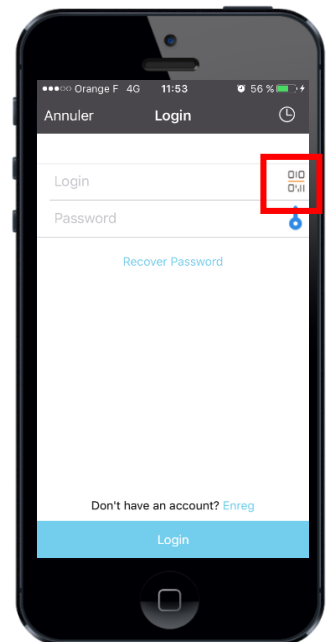 Orange F 4G 11:53 56 %
Annuler Login
Login
Password
Recover Password
Don't have an account? Enreg
Login